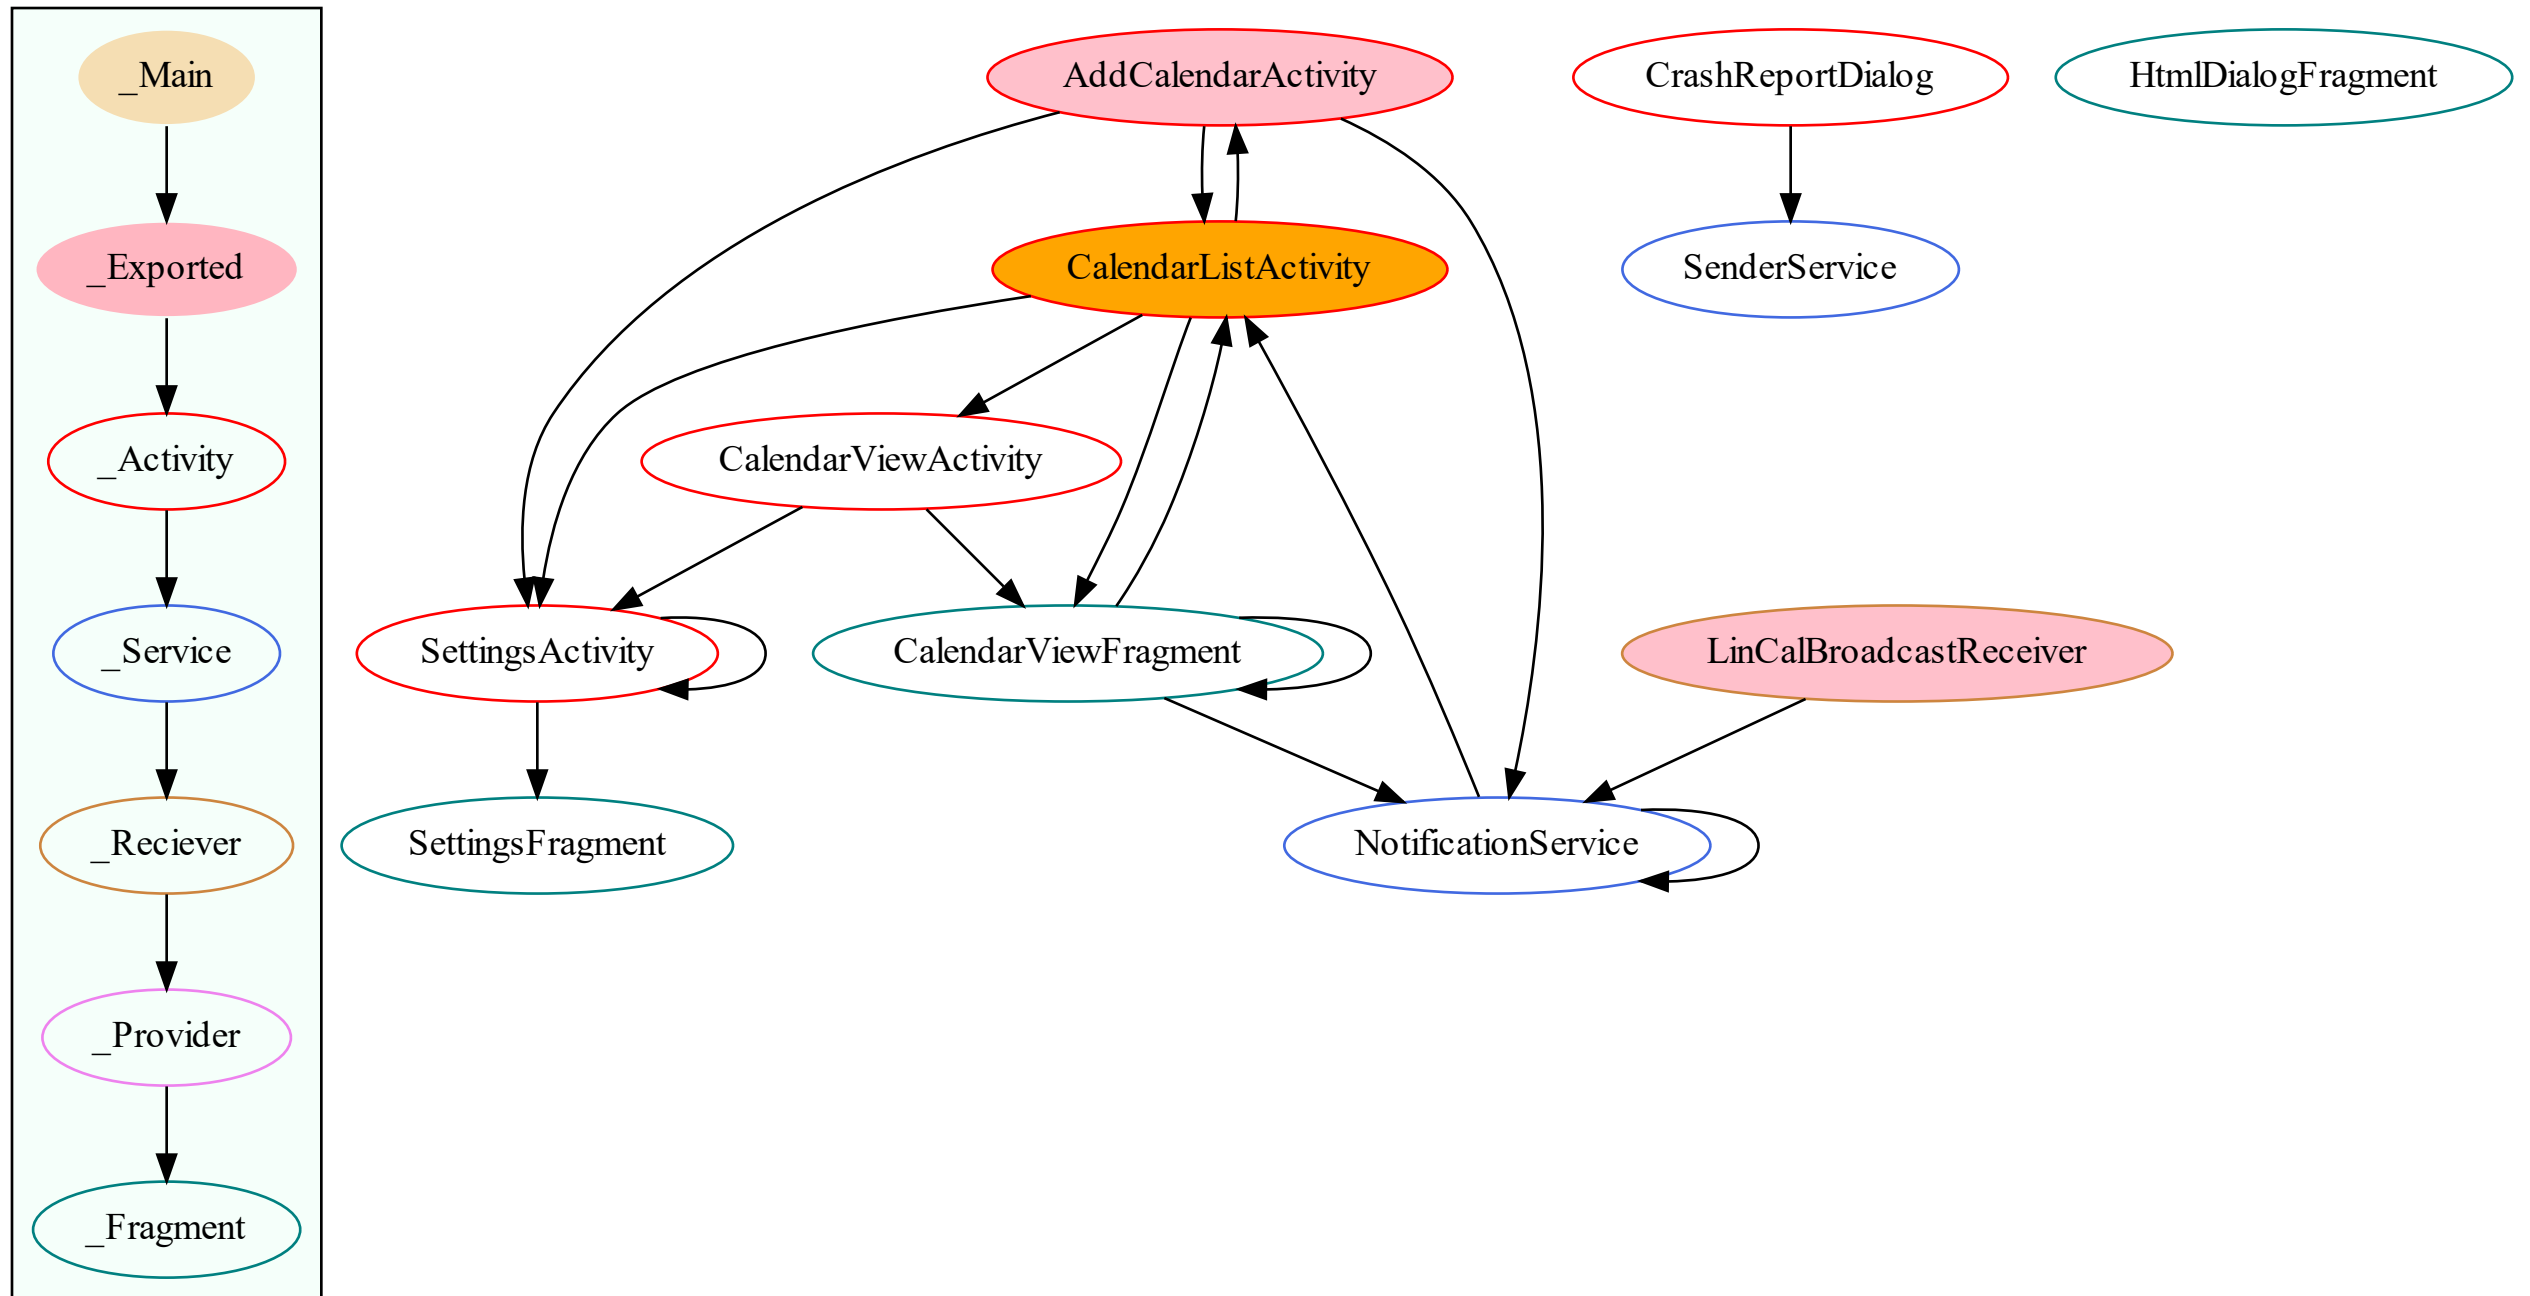 _Main
_Exported
_Activity
_Service
_Reciever
_Provider
_Fragment
AddCalendarActivity
CrashReportDialog
HtmlDialogFragment
CalendarListActivity
SenderService
CalendarViewActivity
SettingsActivity
CalendarViewFragment
LinCalBroadcastReceiver
SettingsFragment
NotificationService